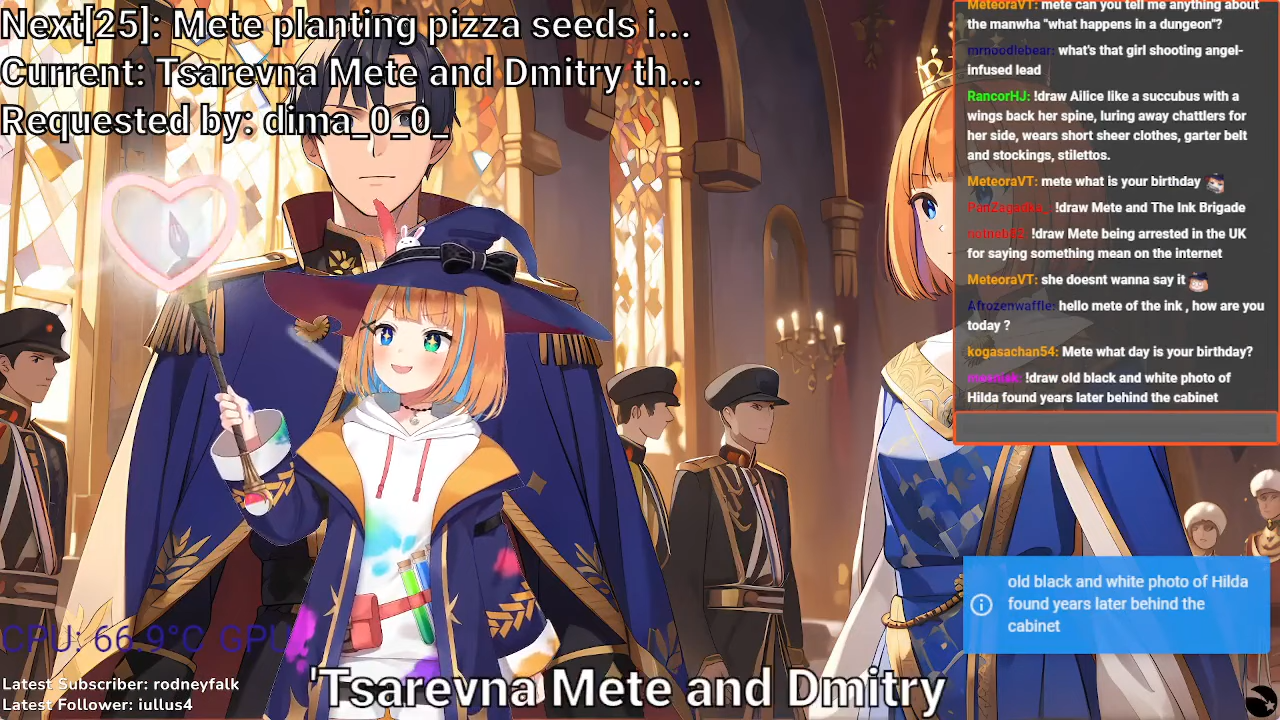 Next[25]: Mete planting pizza seeds i...
Current: Tsarevna Mete and Dmitry th...
Requested by: dima_0_0_
MeteoraVT: mete can you tell me anything about
the manwha "what happens in a dungeon"?
mrnoodlebear: what's that girl shooting angel-
infused lead
RancorHJ: !draw Ailice like a succubus with a
wings back her spine, luring away chattlers for
her side, wears short sheer clothes, garter belt
and stockings, stilettos.
MeteoraVT: mete what is your birthday
!draw Mete and The Ink Brigade
!draw Mete being arrested in the UK
for saying something mean on the internet
MeteoraVT: she doesnt wanna say it
Afrozenwaffle: hello mete of the ink , how are you
today ?
kogasachan54: Mete what day is your birthday?
!draw old black and white photo of
Hilda found years later behind the cabinet
old black and white photo of Hilda
found years later behind the
cabinet
CPU: 66.9°C GPU
Latest Subscriber: rodneyfalk
Latest Follower: iullus4
'Tsarevna Mete and Dmitry